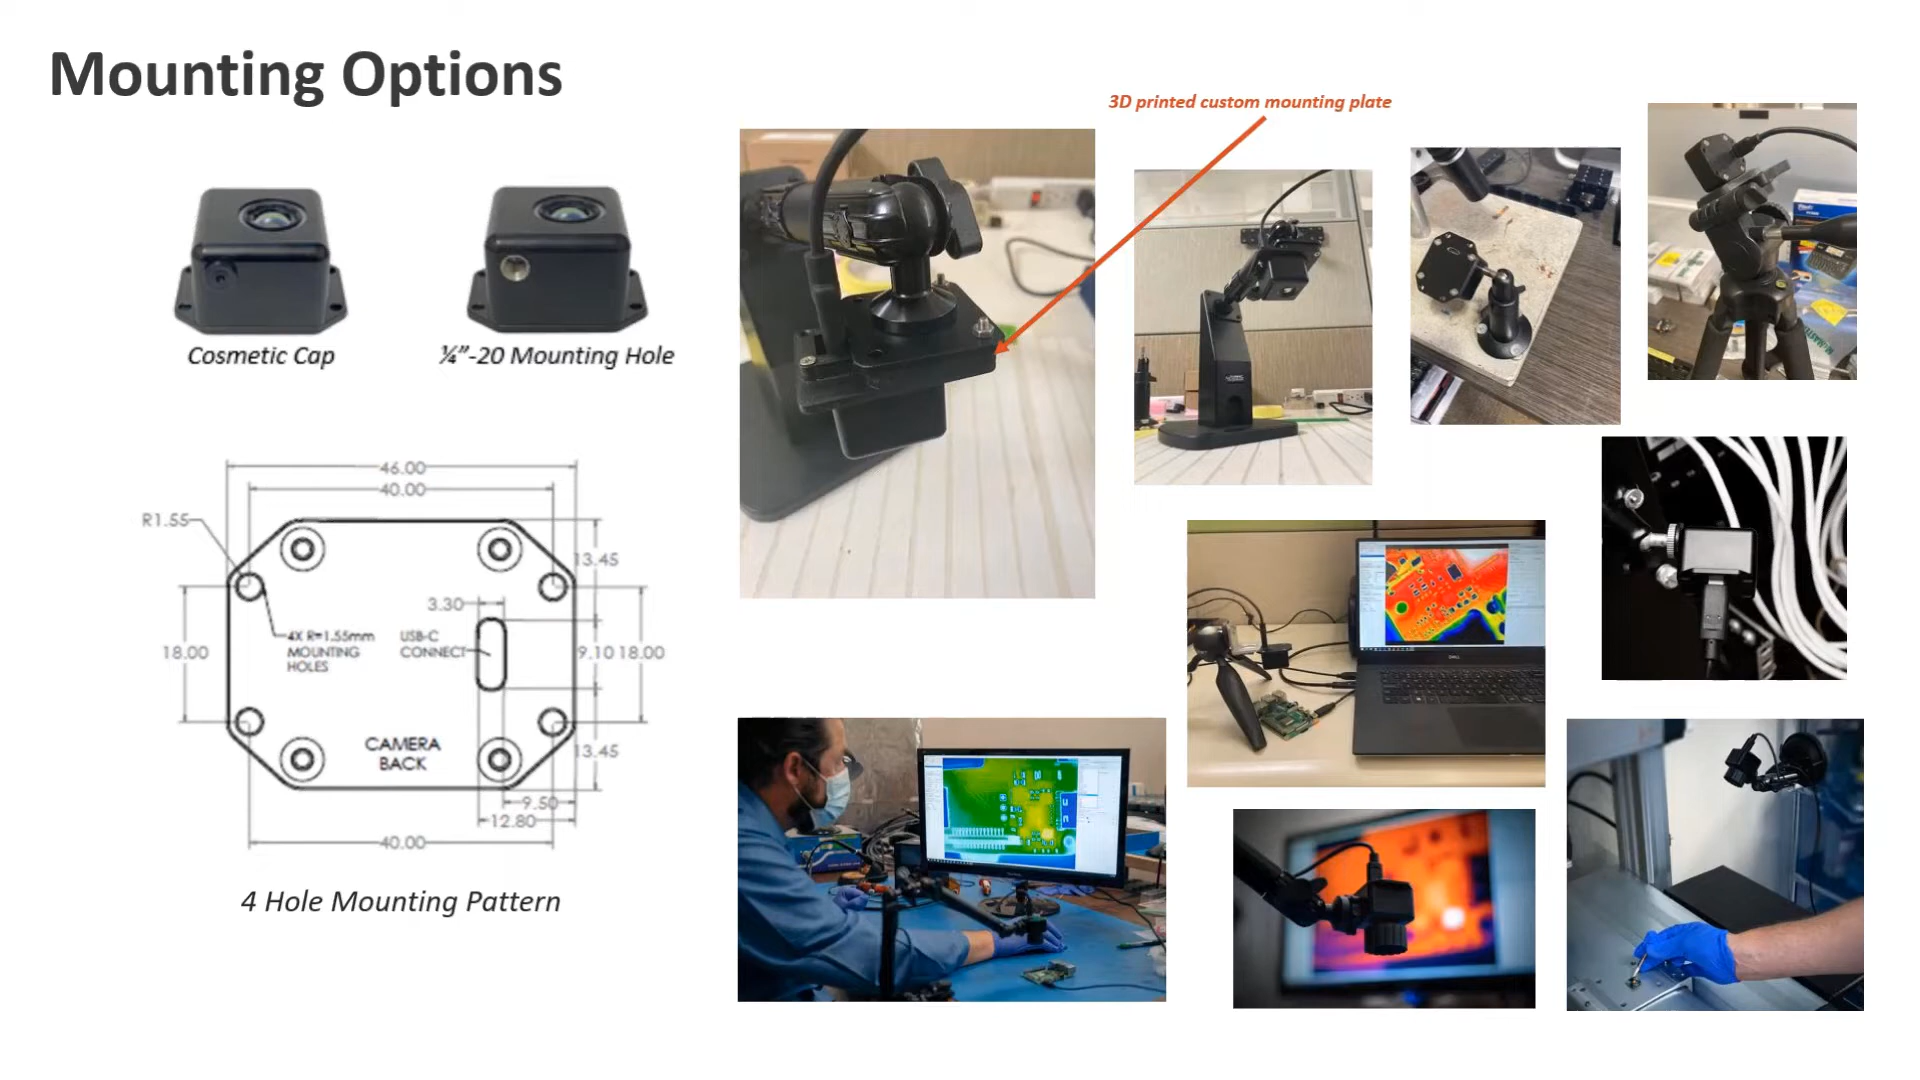 Mounting Options
3D printed custom mounting plate
Cosmetic Cap
¼”-20 Mounting Hole
46.00
40.00
R1.55
13.45
3.30
4X R=1.55mm
MOUNTING
HOLES
USB-C
CONNECT
18.00
9.10
18.00
CAMERA
BACK
13.45
9.50
12.80
40.00
4 Hole Mounting Pattern
DELL